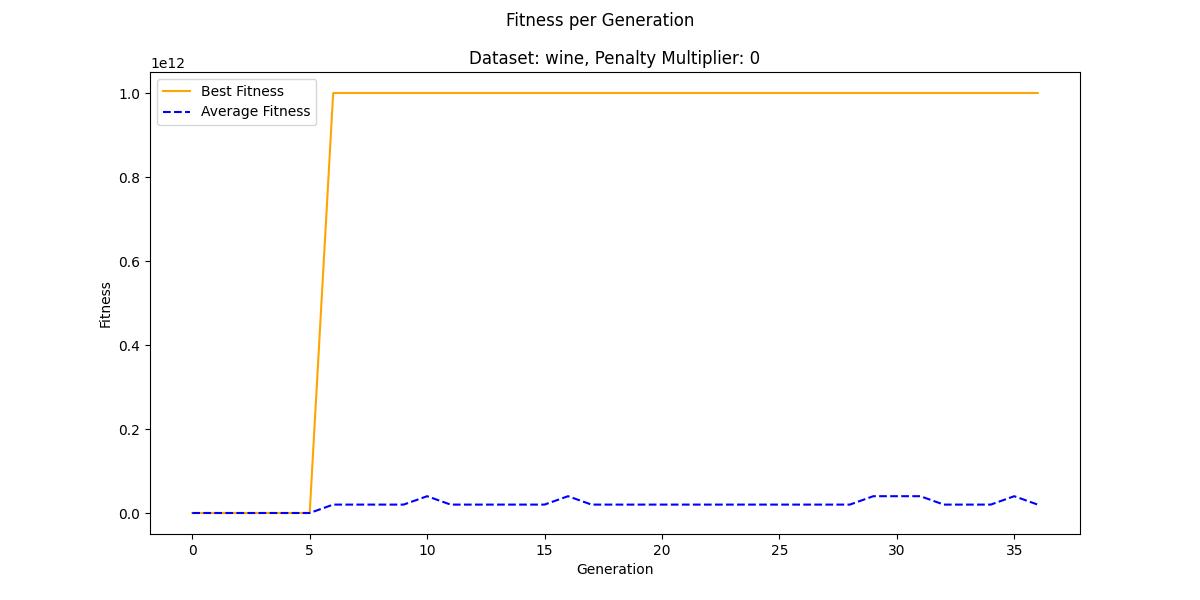 Fitness per Generation
Dataset: wine, Penalty Multiplier: 0
1e12
Best Fitness
Average Fitness
1.0
0.8
0.6
0.4
0.2
0.0
Fitness
0 5 10 15 20 25 30 35
Generation